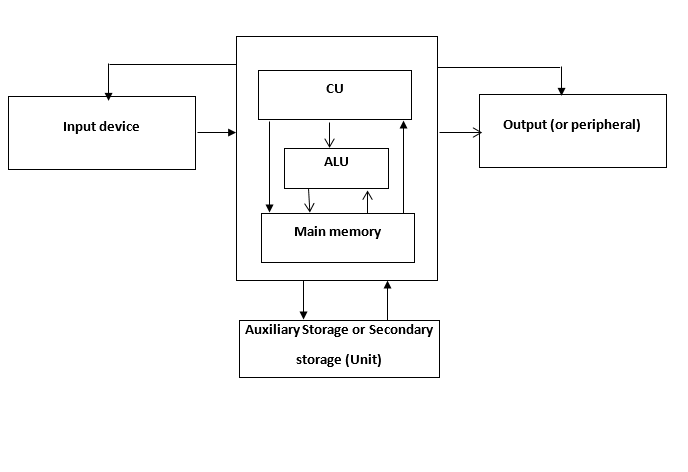 CU
Input device
Output (or peripheral)
ALU
Main memory
Auxiliary Storage or Secondary
storage (Unit)